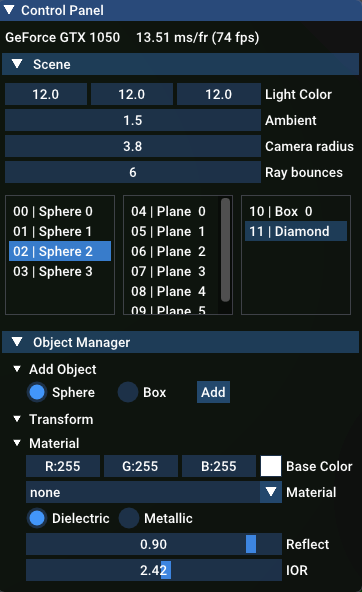 Control Panel
GeForce GTX 1050 13.51 ms/fr (74 fps)
Scene
12.0 12.0 12.0 Light Color
1.5 Ambient
3.8 Camera radius
6 Ray bounces
00 | Sphere 0
01 | Sphere 1
02 | Sphere 2
03 | Sphere 3
04 | Plane 0
05 | Plane 1
06 | Plane 2
07 | Plane 3
08 | Plane 4
09 | Plane 5
10 | Box 0
11 | Diamond
Object Manager
Add Object
Sphere Box Add
Transform
Material
R:255 G:255 B:255 Base Color
none Material
Dielectric Metallic
0.90 Reflect
2.42 IOR